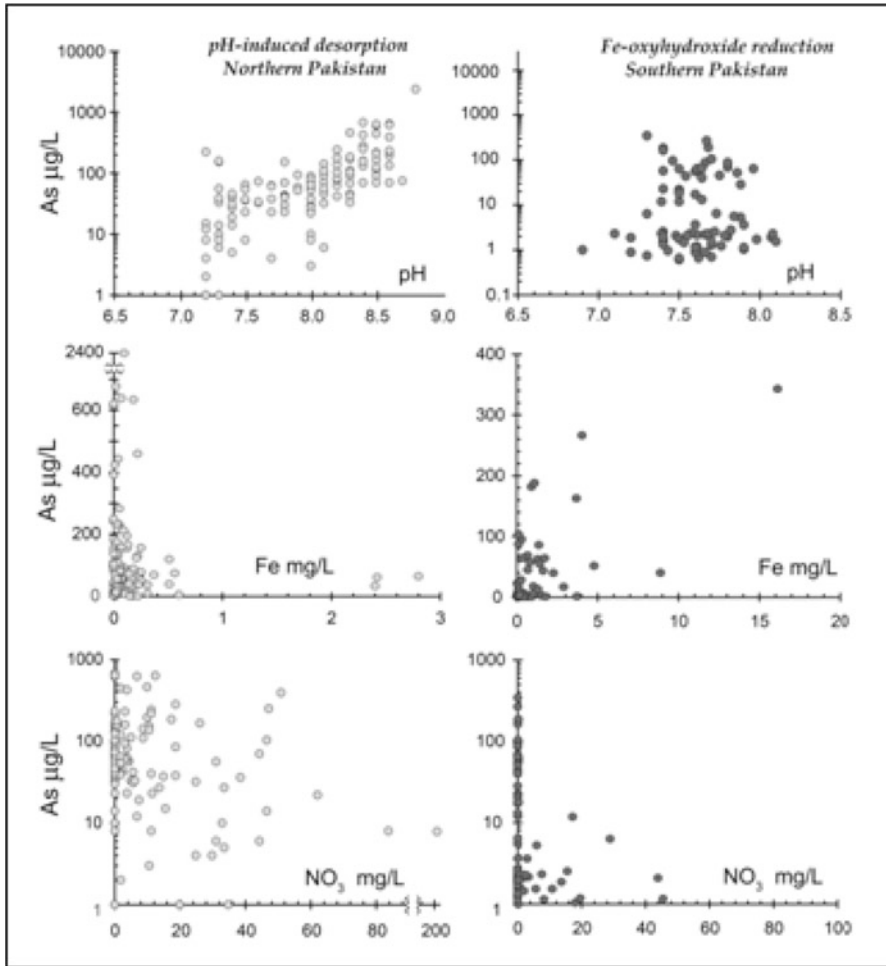 pH-induced desorption
Northern Pakistan
Fe-oxyhydroxide reduction
Southern Pakistan
10000
1000
100
10
1
As µg/L
pH
6.5 7.0 7.5 8.0 8.5 9.0
10000
1000
100
10
1
0.1
pH
6.5 7.0 7.5 8.0 8.5
2400
600
400
200
0
As µg/L
Fe mg/L
0 1 2 3
400
300
200
100
0
Fe mg/L
0 5 10 15 20
1000
100
10
1
As µg/L
NO3 mg/L
0 20 40 60 80 200
1000
100
10
1
NO3 mg/L
0 20 40 60 80 100